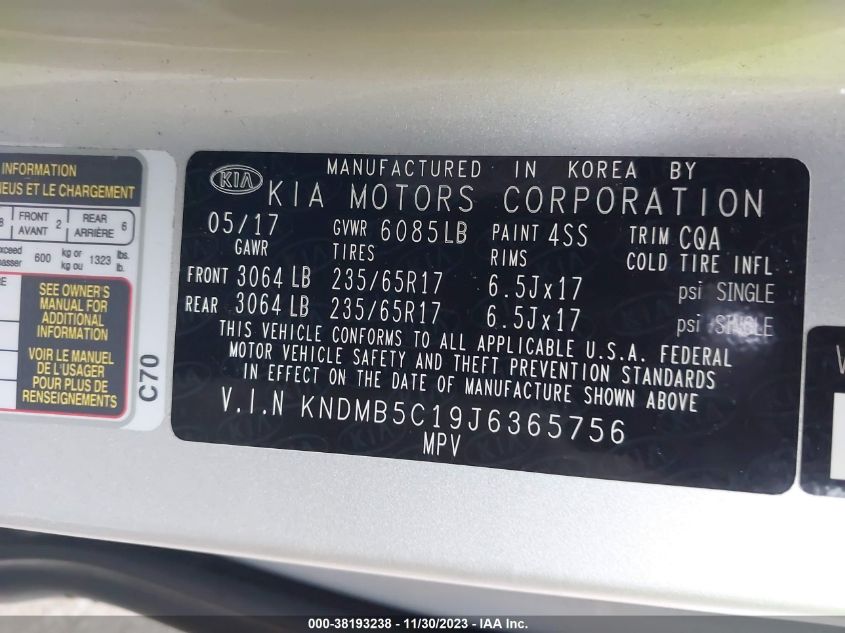 INFORMATION
NEUS ET LE CHARGEMENT
FRONT
AVANT 2 REAR
ARRIÈRE 6
600 kg or
kg ou 1323 lbs.
lb.
SEE OWNER'S
MANUAL FOR
ADDITIONAL
INFORMATION
VOIR LE MANUEL
DE L'USAGER
POUR PLUS DE
RENSEIGNEMENTS
C70
KIA
MANUFACTURED IN KOREA BY
KIA MOTORS CORPORATION
05/17 GVWR 6085LB PAINT 4SS TRIM CQA
GAWR TIRES RIMS COLD TIRE INFL
FRONT 3064 LB 235/65R17 6.5Jx17 psi SINGLE
REAR 3064 LB 235/65R17 6.5Jx17 psi SINGLE
THIS VEHICLE CONFORMS TO ALL APPLICABLE U.S.A. FEDERAL
MOTOR VEHICLE SAFETY AND THEFT PREVENTION STANDARDS
IN EFFECT ON THE DATE OF MANUFACTURE SHOWN ABOVE
V.I.N KNDMB5C19J6365756
MPV
000-38193238 - 11/30/2023 - IAA Inc.